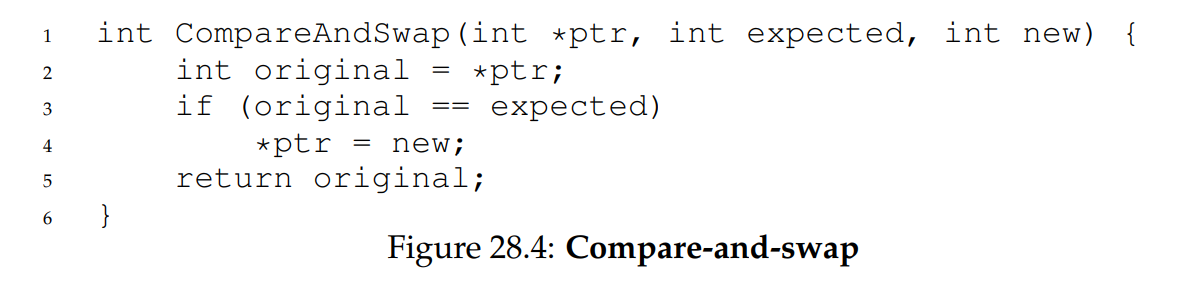 1 int CompareAndSwap(int *ptr, int expected, int new) {
2 int original = *ptr;
3 if (original == expected)
4 *ptr = new;
5 return original;
6 }
Figure 28.4: Compare-and-swap